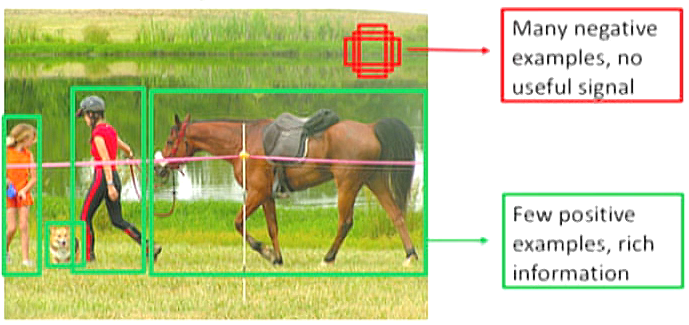 Many negative
examples, no
useful signal
Few positive
examples, rich
information